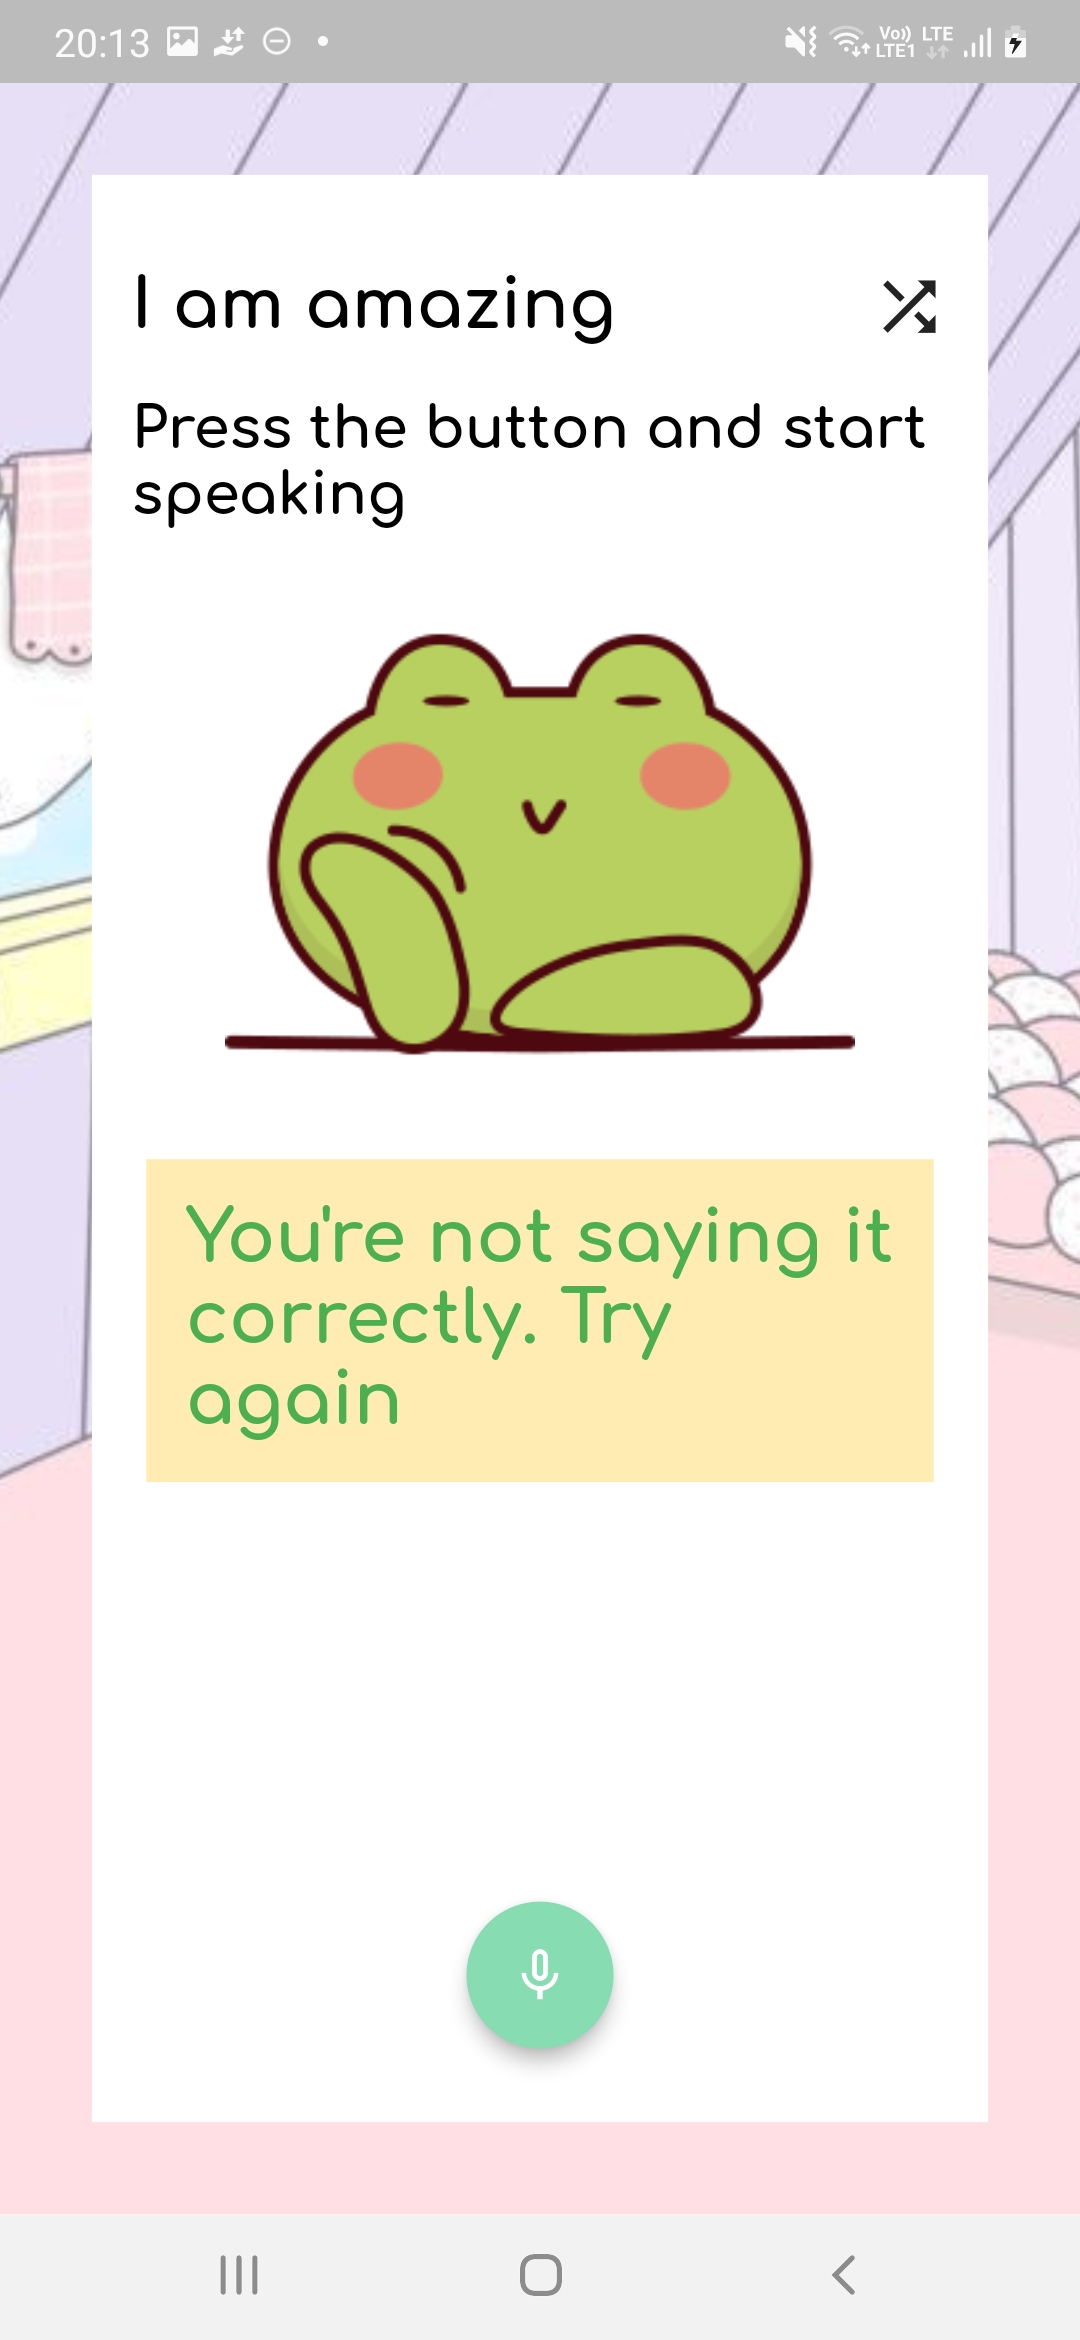 20:13
Vo)) LTE
LTE1
I am amazing
Press the button and start
speaking
You're not saying it
correctly. Try
again